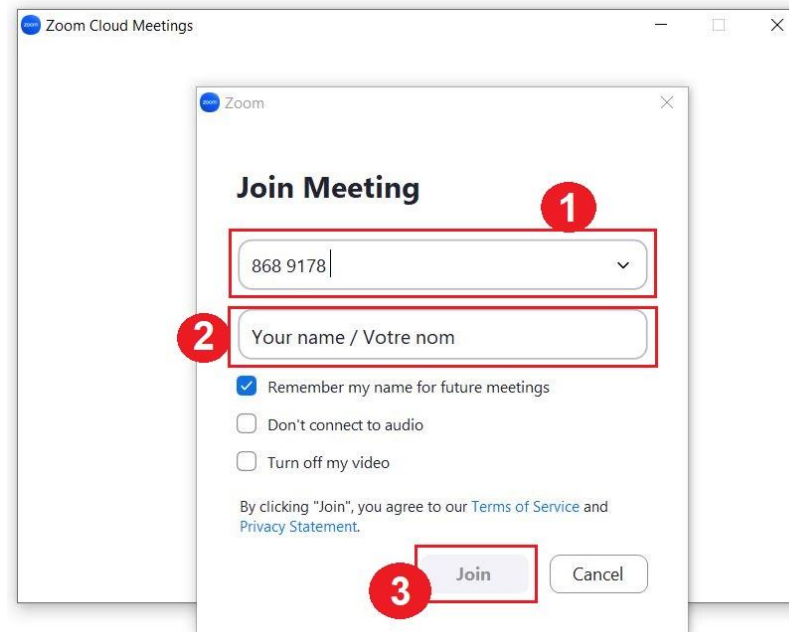 zoom Zoom Cloud Meetings
zoom Zoom
Join Meeting
1
868 9178
2
Your name / Votre nom
Remember my name for future meetings
Don't connect to audio
Turn off my video
By clicking "Join", you agree to our Terms of Service and
Privacy Statement.
3
Join
Cancel